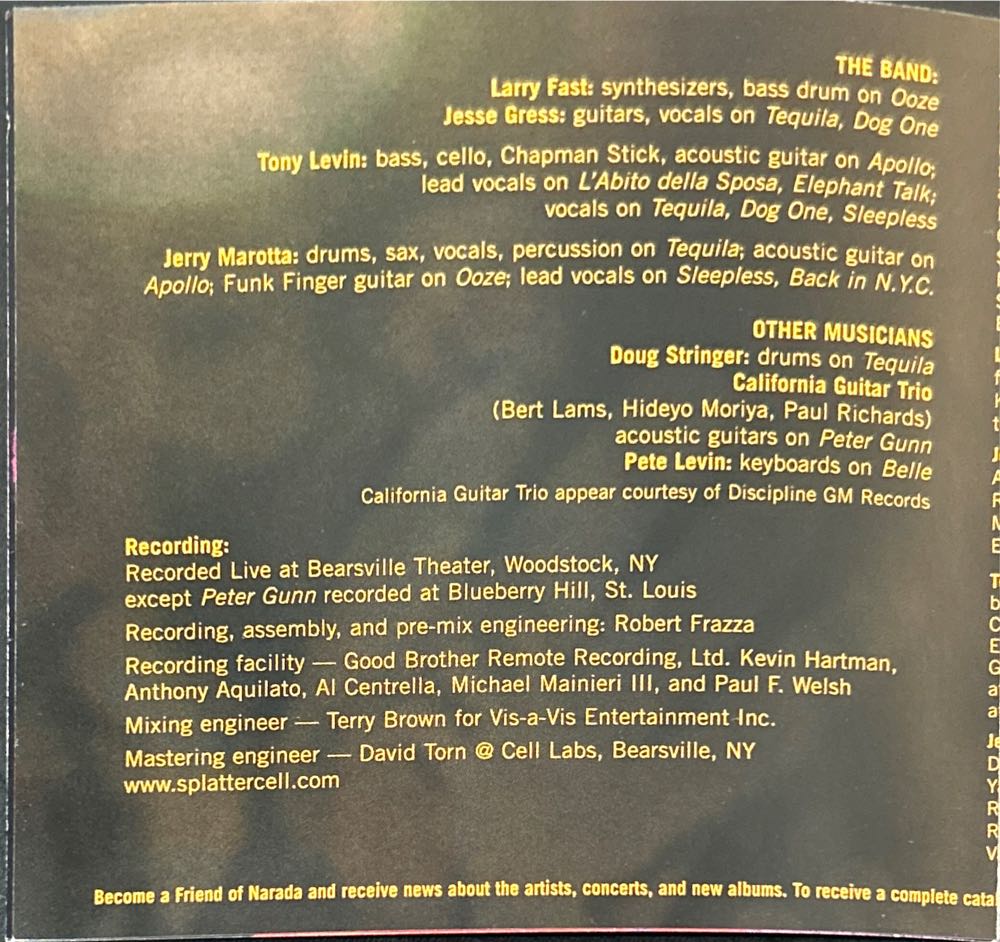 THE BAND:
Larry Fast: synthesizers, bass drum on Ooze
Jesse Gress: guitars, vocals on Tequila, Dog One
Tony Levin: bass, cello, Chapman Stick, acoustic guitar on Apollo;
lead vocals on L'Abito della Sposa, Elephant Talk;
vocals on Tequila, Dog One, Sleepless
Jerry Marotta: drums, sax, vocals, percussion on Tequila; acoustic guitar on
Apollo; Funk Finger guitar on Ooze; lead vocals on Sleepless, Back in N.Y.C.
OTHER MUSICIANS
Doug Stringer: drums on Tequila
California Guitar Trio
(Bert Lams, Hideyo Moriya, Paul Richards)
acoustic guitars on Peter Gunn
Pete Levin: keyboards on Belle
California Guitar Trio appear courtesy of Discipline GM Records
Recording:
Recorded Live at Bearsville Theater, Woodstock, NY
except Peter Gunn recorded at Blueberry Hill, St. Louis
Recording, assembly, and pre-mix engineering: Robert Frazza
Recording facility — Good Brother Remote Recording, Ltd. Kevin Hartman,
Anthony Aquilato, Al Centrella, Michael Mainieri III, and Paul F. Welsh
Mixing engineer — Terry Brown for Vis-a-Vis Entertainment Inc.
Mastering engineer — David Torn @ Cell Labs, Bearsville, NY
www.splattercell.com
Become a Friend of Narada and receive news about the artists, concerts, and new albums. To receive a complete cata